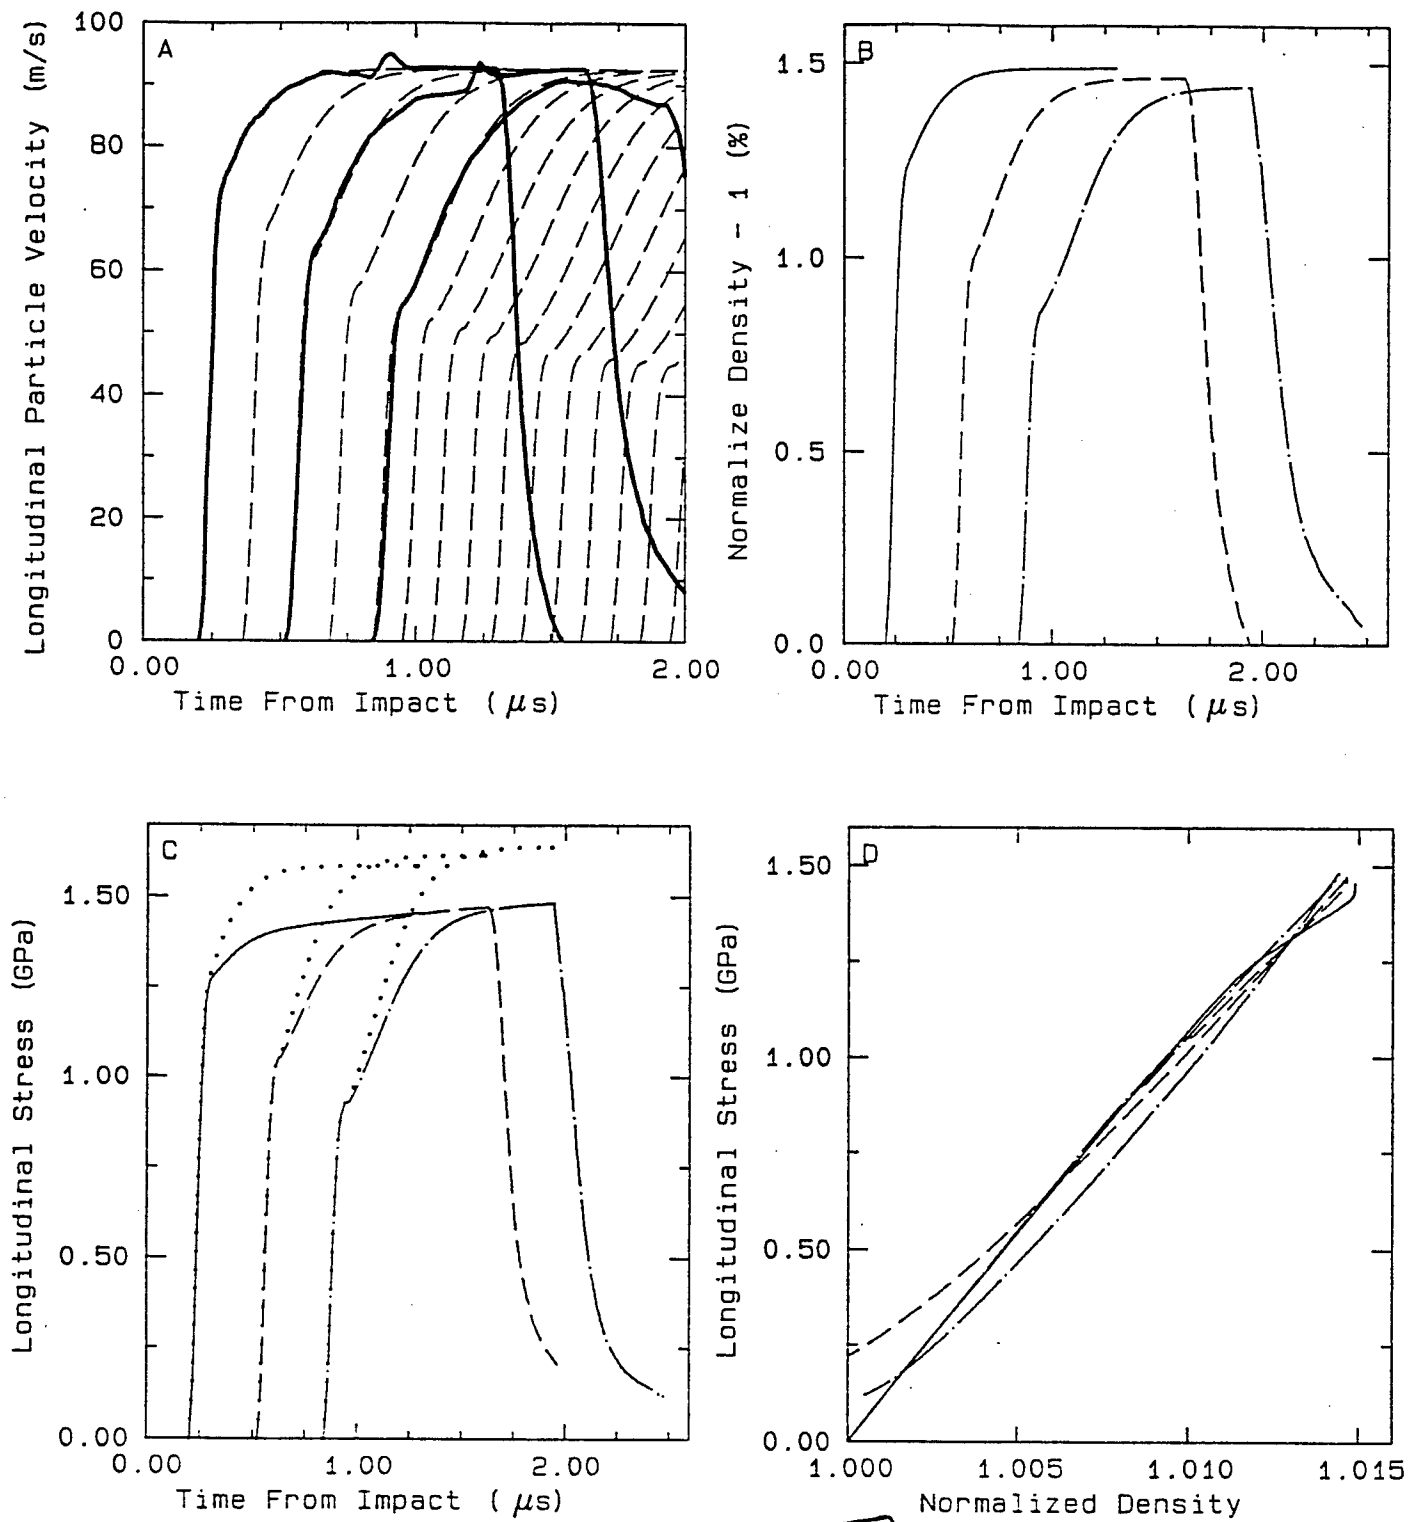 A
Longitudinal Particle Velocity (m/s)
100
80
60
40
20
0
0.00
1.00
2.00
Time From Impact (μs)
B
Normalize Density - 1 (%)
1.5
1.0
0.5
0.0
0.00
1.00
2.00
Time From Impact (μs)
C
Longitudinal Stress (GPa)
1.50
1.00
0.50
0.00
0.00
1.00
2.00
Time From Impact (μs)
D
Longitudinal Stress (GPa)
1.50
1.00
0.50
0.00
1.000
1.005
1.010
1.015
Normalized Density